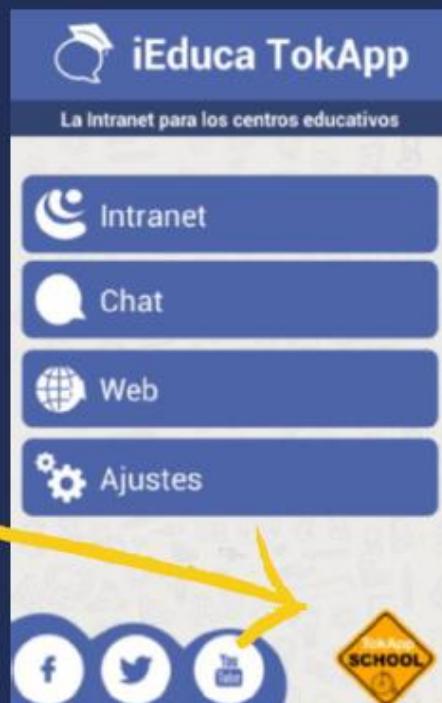 iEduca TokApp
La Intranet para los centros educativos
Intranet
Chat
Web
Ajustes
f
You
Tube
TokApp
SCHOOL